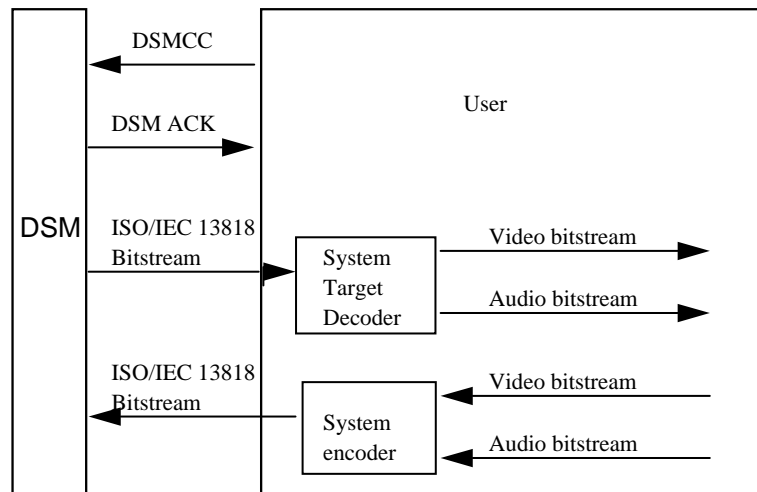 DSMCC
User
DSM ACK
DSM
ISO/IEC 13818
Bitstream
System
Target
Decoder
Video bitstream
Audio bitstream
ISO/IEC 13818
Bitstream
System
encoder
Video bitstream
Audio bitstream